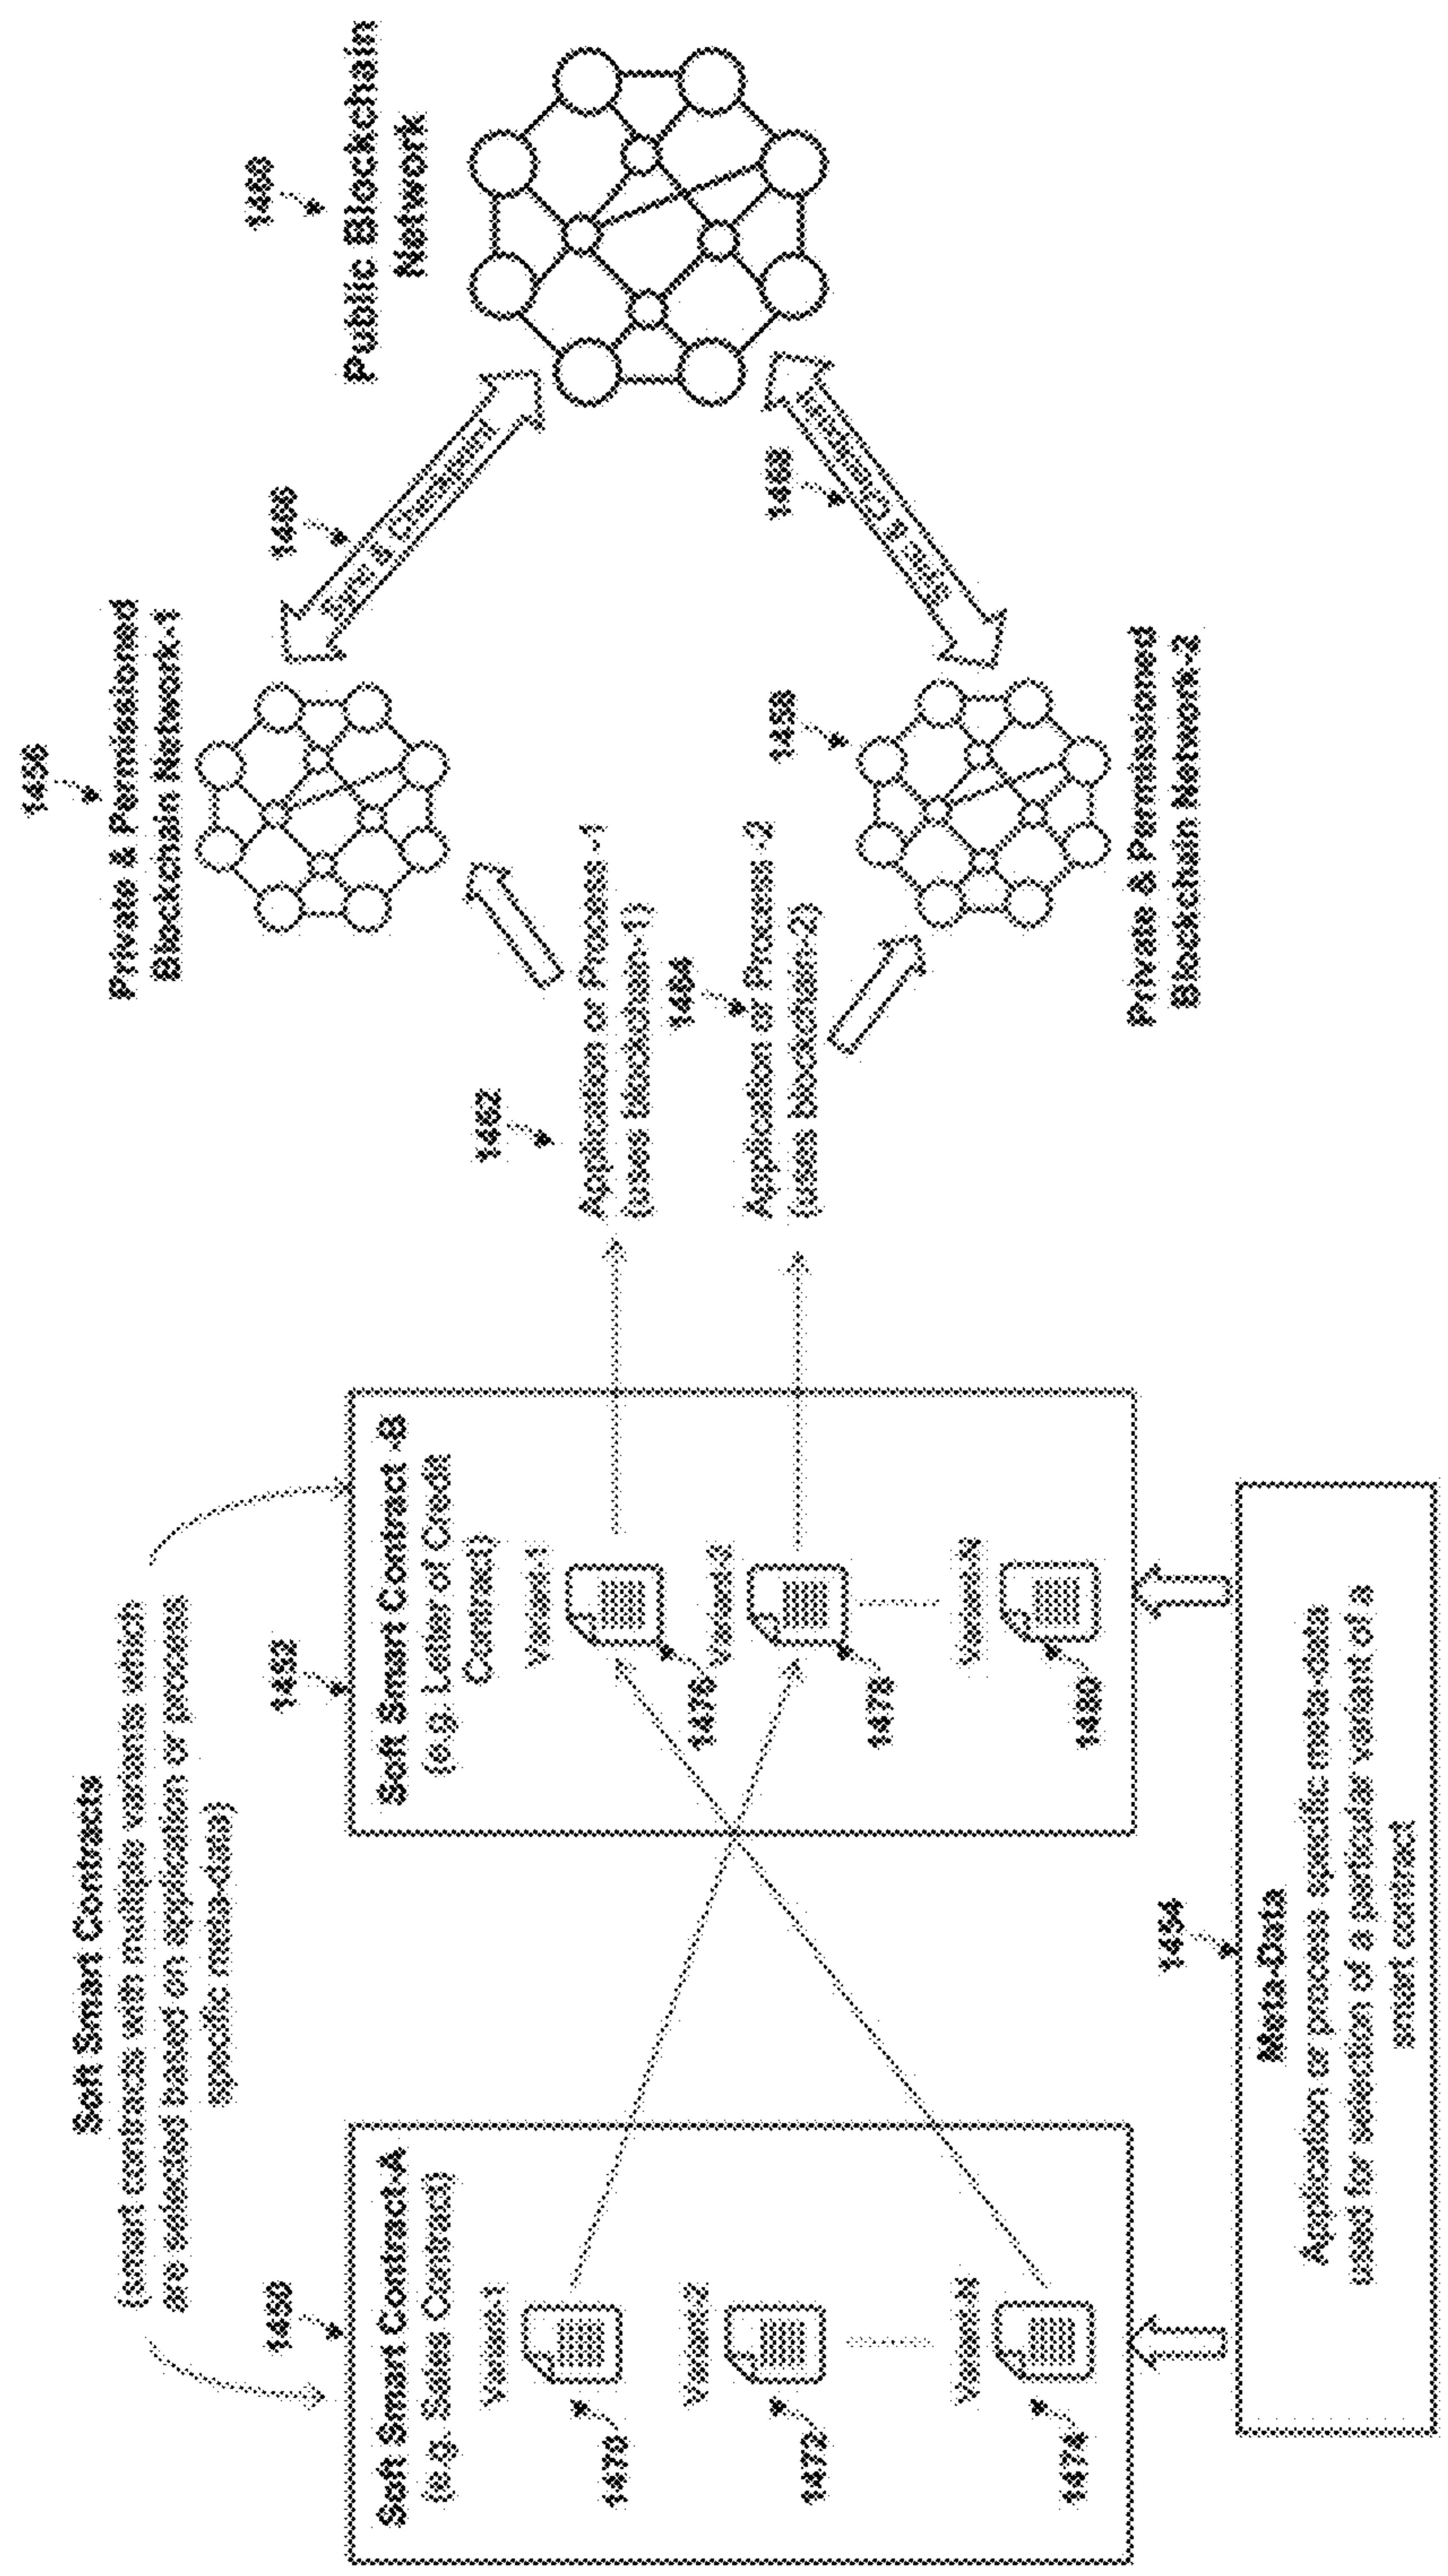 Soft Smart Contracts
(smart contracts with multiple variants which
are selected based on application or process
specific meta-data)
1450
Soft Smart Contract-A
(e.g. Sales Contract)
Variant-1
1470
Variant-2
1472
Variant-N
1474
1452
Soft Smart Contract -B
(e.g. Letter of Credit
Contract)
Variant-1
1476
Variant-2
1478
Variant-N
1480
1454
Meta-Data
Application or process specific meta-data
used for selection of a particular variant of a
smart contract
1462
Application or Process-1
(uses blockchain-1)
1464
Application or Process-2
(uses blockchain-2)
1456
Private & Permissioned
Blockchain Network-1
1458
Private & Permissioned
Blockchain Network-2
Sync & Checkpoint
Sync & Checkpoint
1468
Public Blockchain
Network